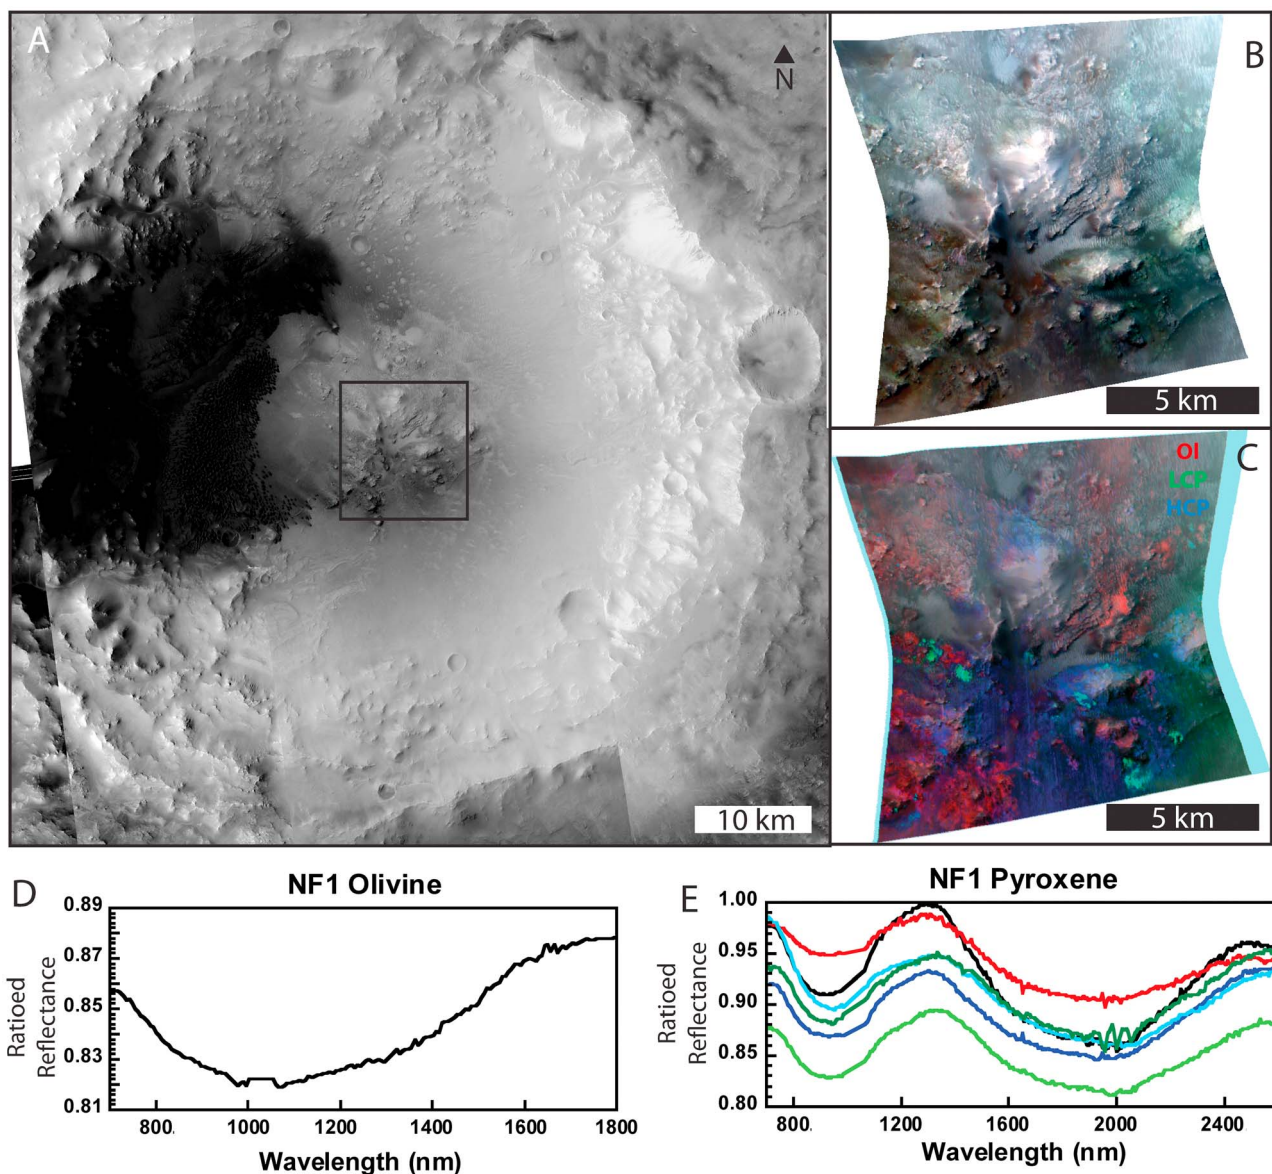 A
N
10 km
B
5 km
C
Ol
LCP
HCP
5 km
D
NF1 Olivine
0.89
0.87
0.85
0.83
0.81
Ratioed
Reflectance
800.
1000
1200
1400
1600
1800
Wavelength (nm)
E
NF1 Pyroxene
1.00
0.95
0.90
0.85
0.80
Ratioed
Reflectance
800.
1200
1600
2000
2400
Wavelength (nm)